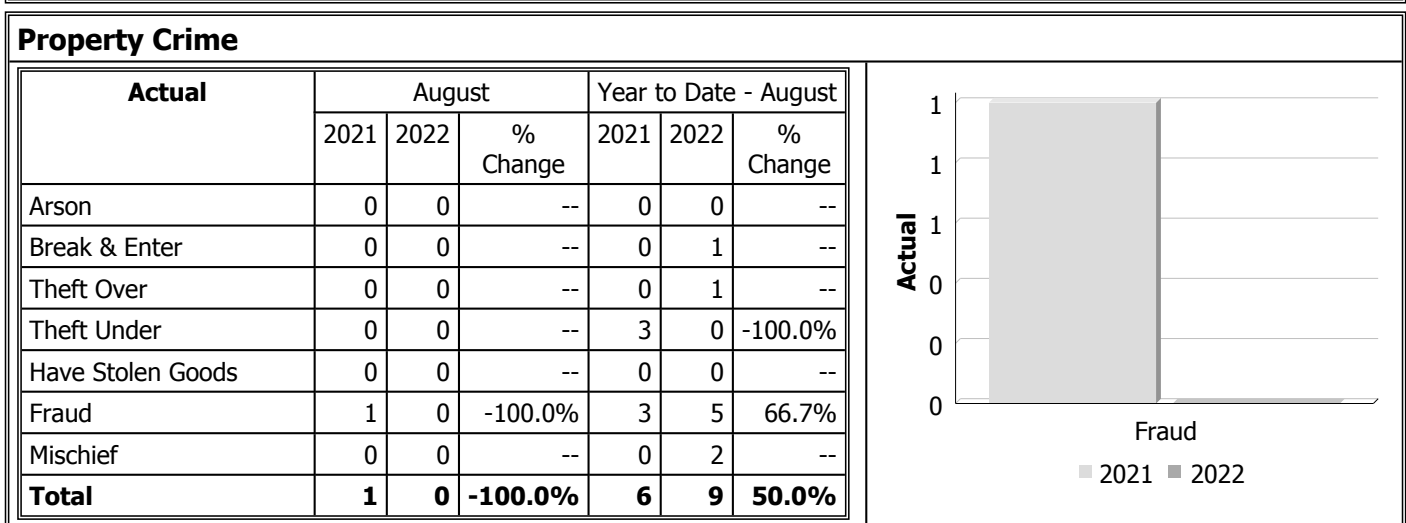 Property Crime
Actual August Year to Date - August
2021 2022 % Change 2021 2022 % Change
Arson 0 0 -- 0 0 --
Break & Enter 0 0 -- 0 1 --
Theft Over 0 0 -- 0 1 --
Theft Under 0 0 -- 3 0 -100.0%
Have Stolen Goods 0 0 -- 0 0 --
Fraud 1 0 -100.0% 3 5 66.7%
Mischief 0 0 -- 0 2 --
Total 1 0 -100.0% 6 9 50.0%
Actual
1
1
1
0
0
0
Fraud
2021 2022